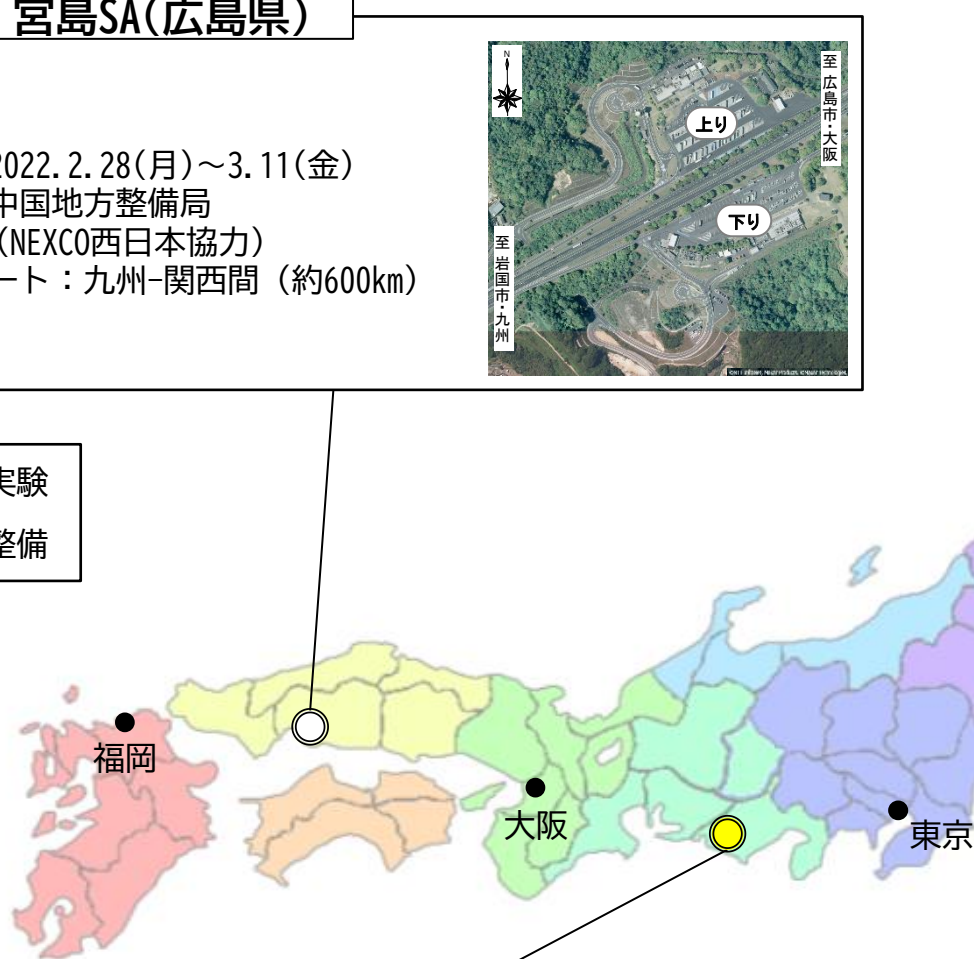 宮島SA(広島県)
2022.2.28(月)～3.11(金)
中国地方整備局
(NEXCO西日本協力)
ート：九州-関西間 (約600km)
N
至 広島市・大阪
上り
下り
至 岩国市・九州
実験
整備
福岡
大阪
東京